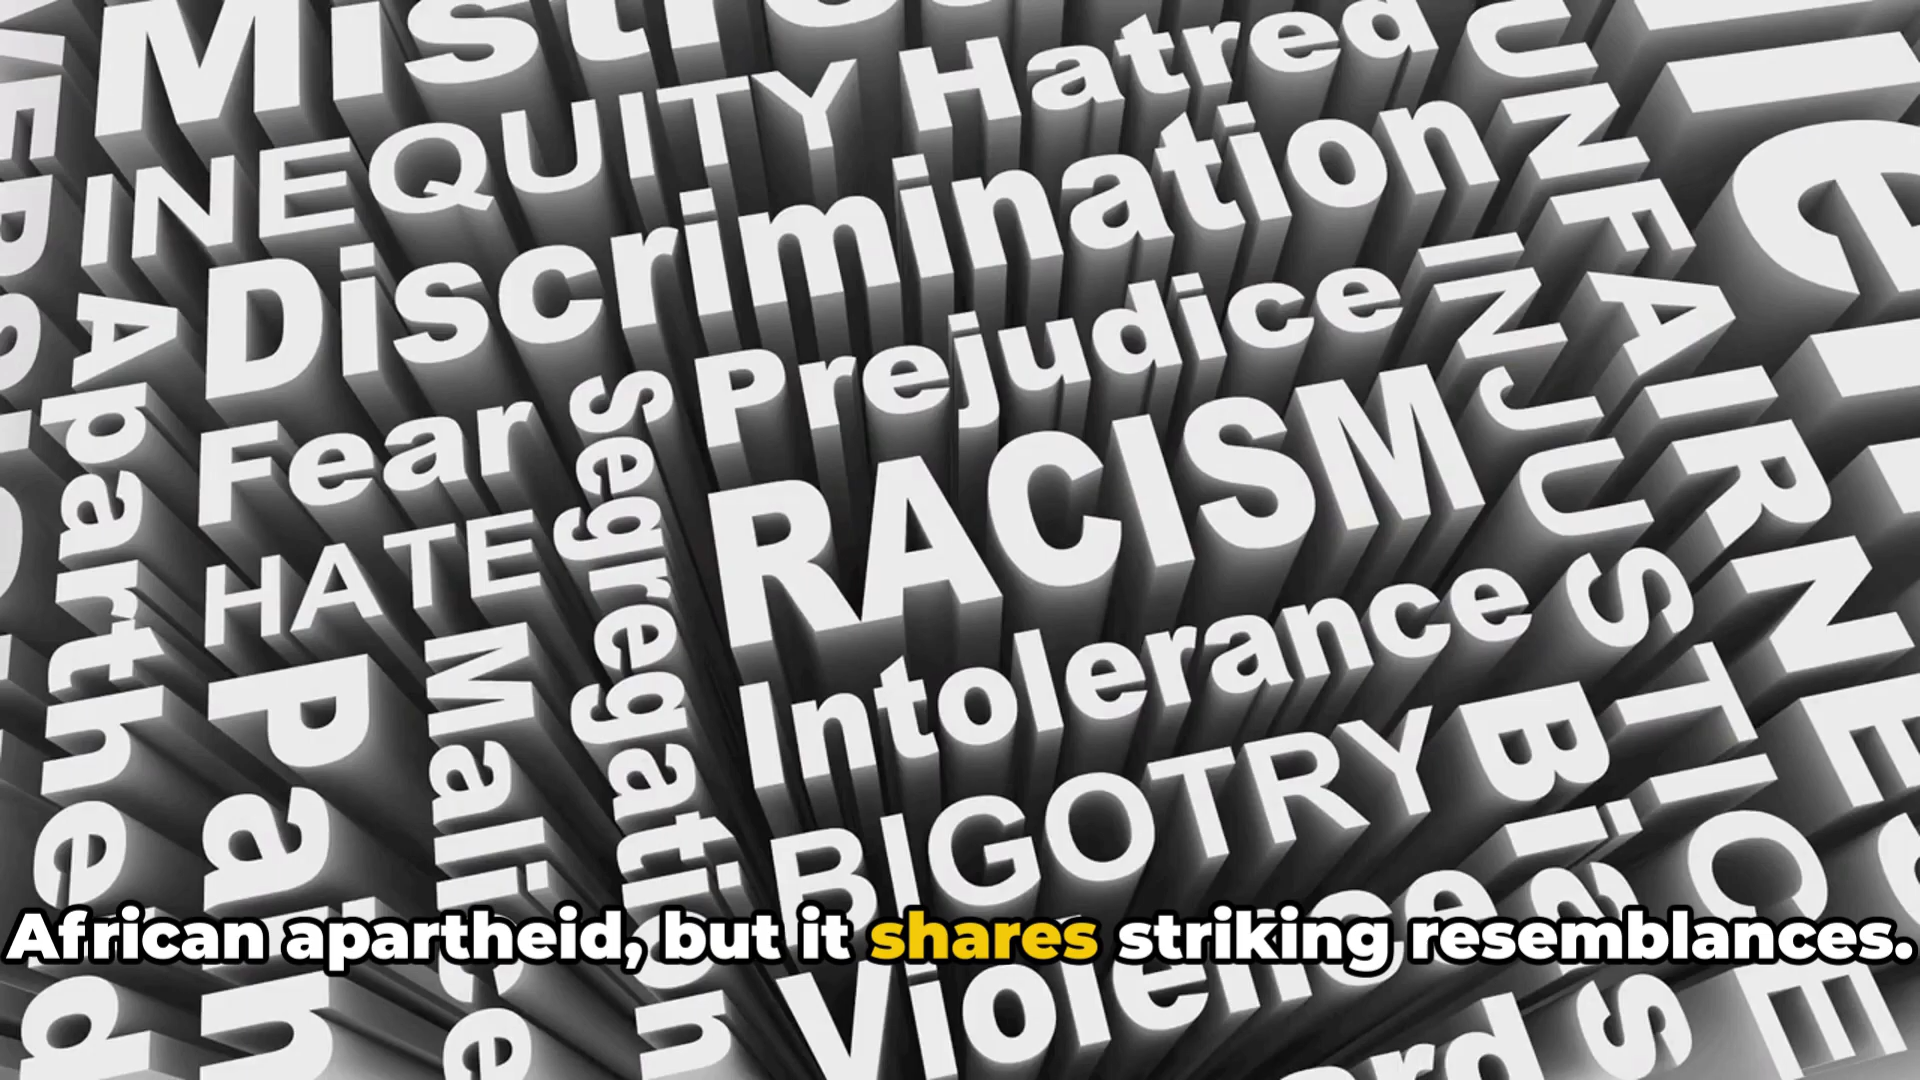 INEQUITY Hatred
Discrimination
Prejudice
Fear
RACISM
HATE
Intolerance
BIGOTRY
Violence
Apartheid
Malice
Segregation
Bias
INJUSTICE
UNFAIRNESS
African apartheid, but it shares striking resemblances.